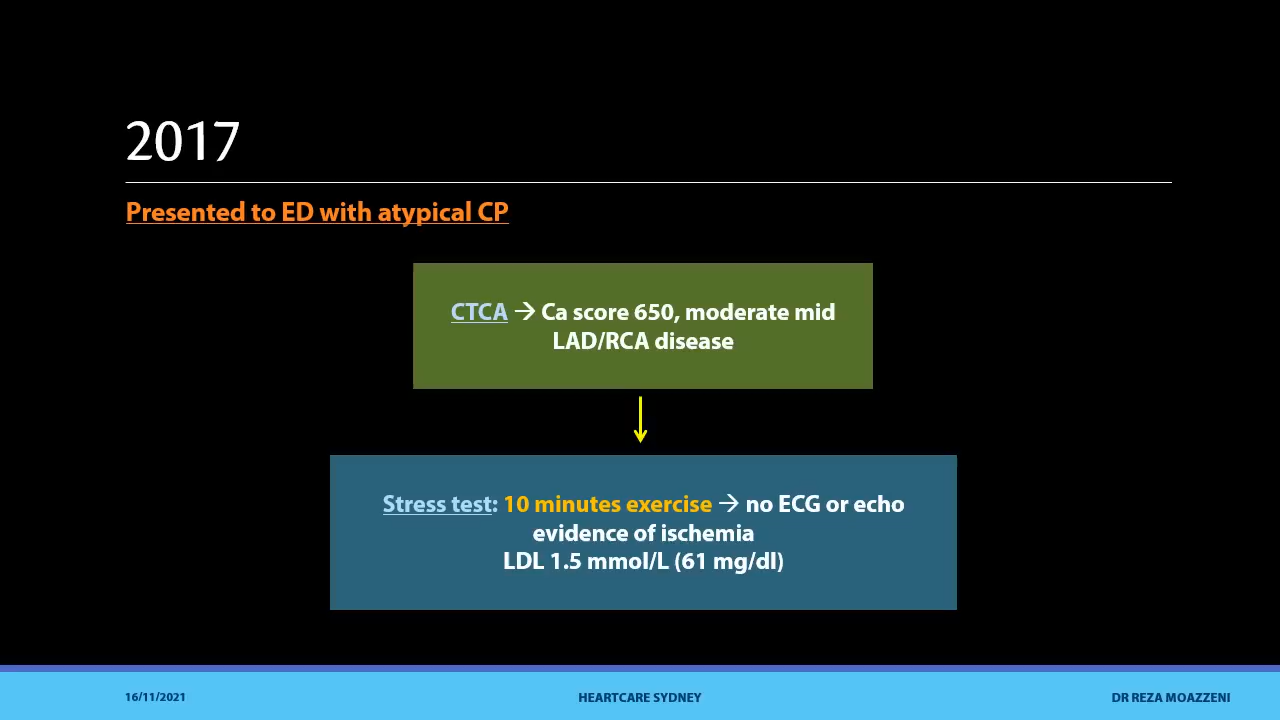 2017
Presented to ED with atypical CP
CTCA → Ca score 650, moderate mid
LAD/RCA disease
Stress test: 10 minutes exercise → no ECG or echo
evidence of ischemia
LDL 1.5 mmol/L (61 mg/dl)
16/11/2021
HEARTCARE SYDNEY
DR REZA MOAZZENI